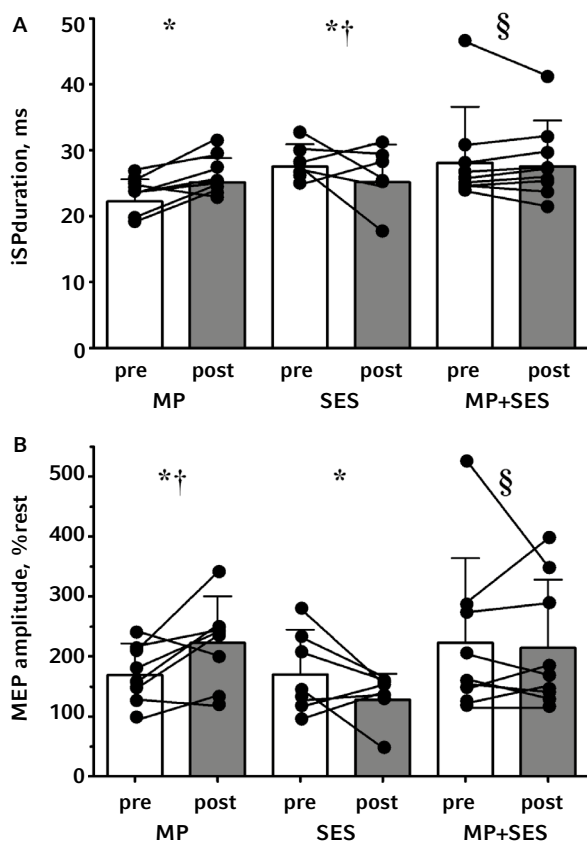 A
iSPduration, ms
50
40
30
20
10
0
* *† §
pre post pre post pre post
MP SES MP+SES
B
MEP amplitude, %rest
500
400
300
200
100
0
*† * §
pre post pre post pre post
MP SES MP+SES